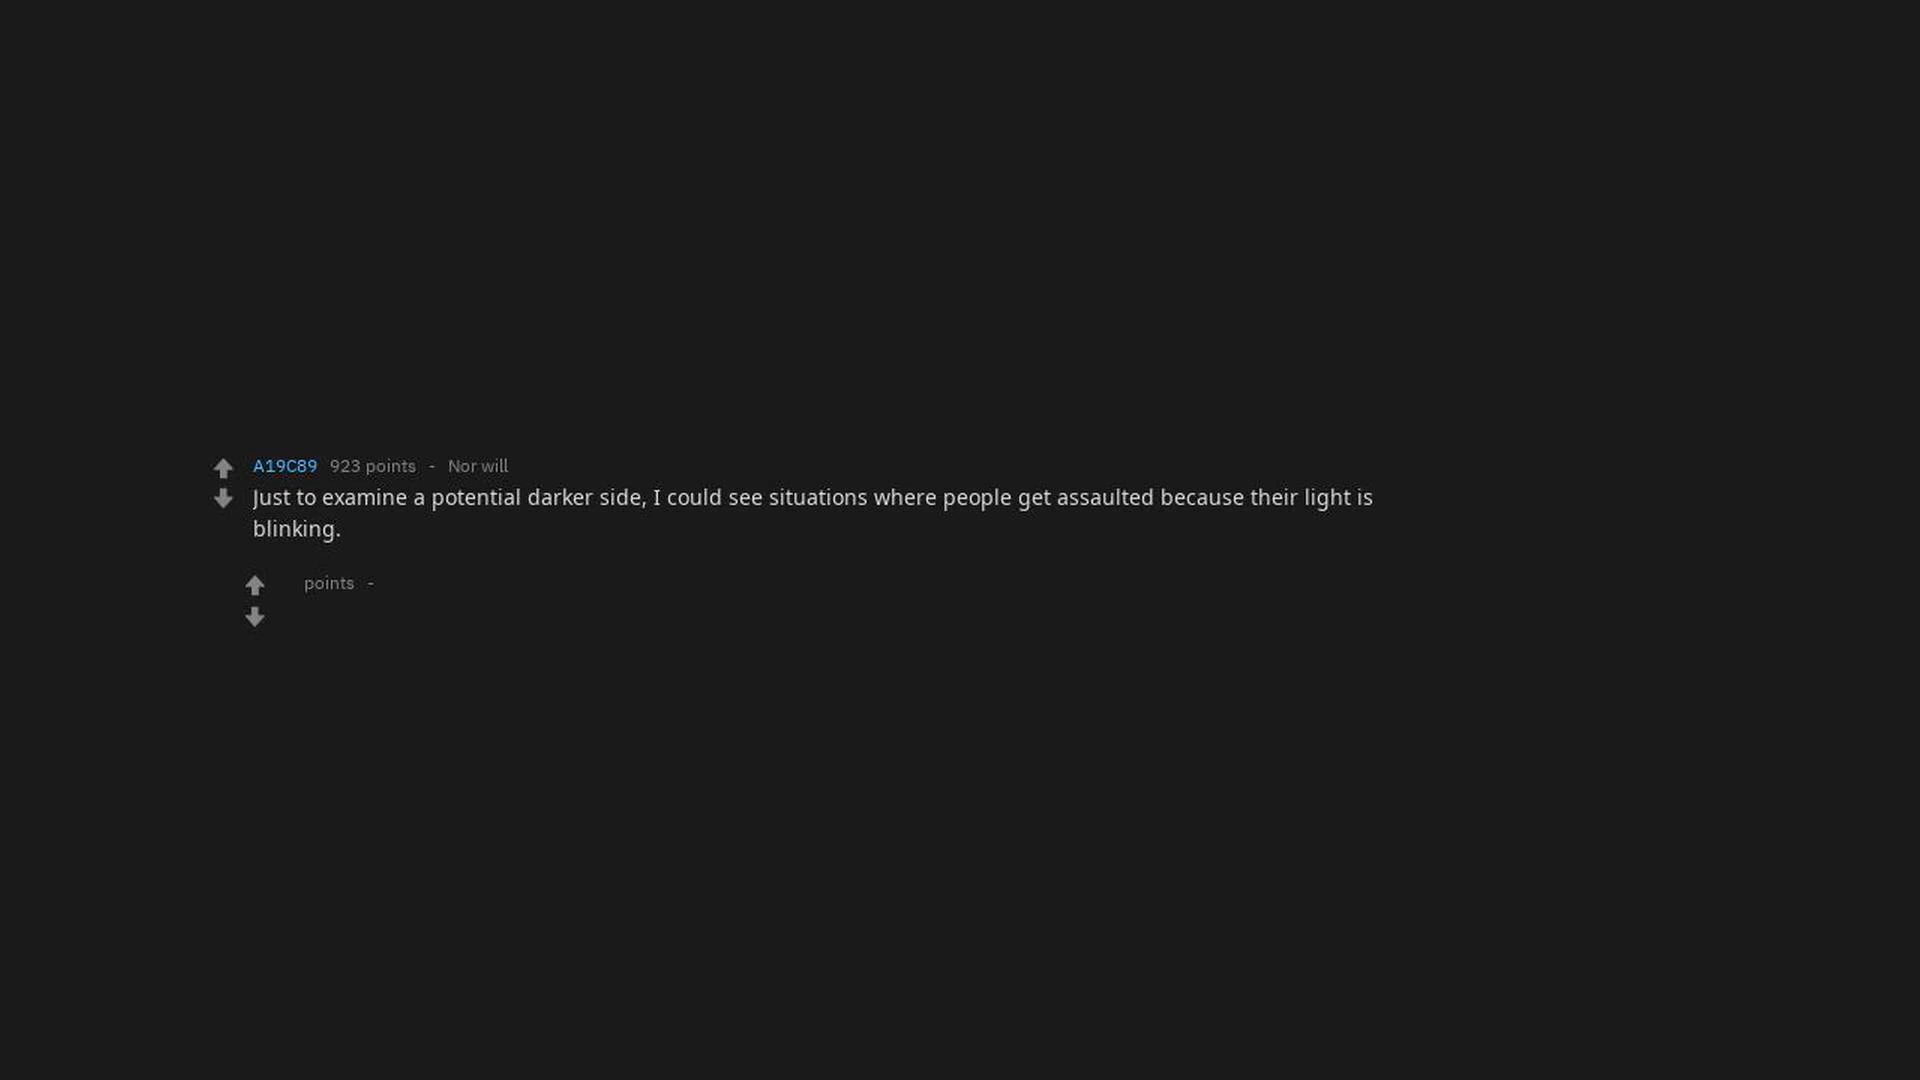 A19C89 923 points - Nor will
Just to examine a potential darker side, I could see situations where people get assaulted because their light is
blinking.
points -